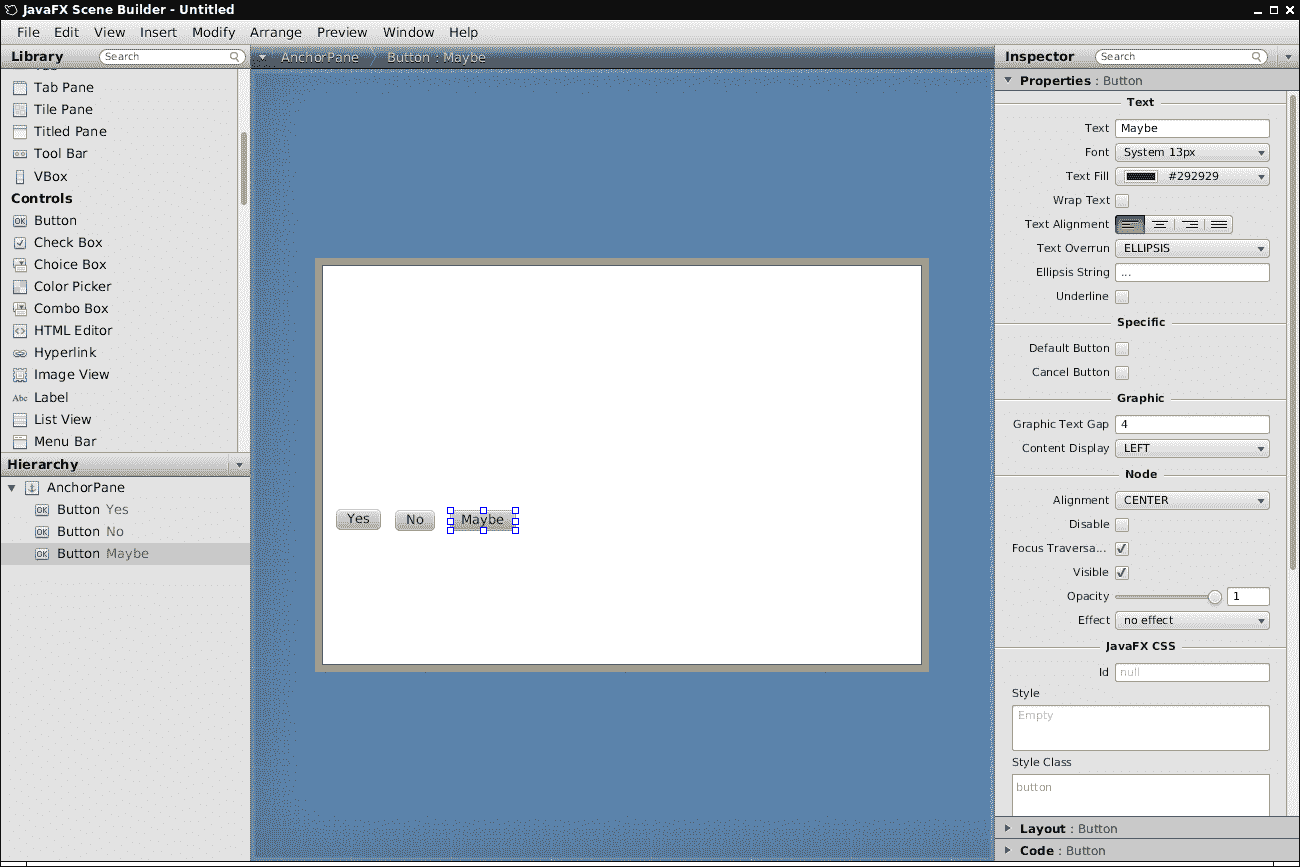 JavaFX Scene Builder - Untitled
File Edit View Insert Modify Arrange Preview Window Help
Library Search
Tab Pane
Tile Pane
Titled Pane
Tool Bar
VBox
Controls
OK Button
Check Box
Choice Box
Color Picker
Combo Box
HTML Editor
Hyperlink
Image View
Abc Label
List View
Menu Bar
Hierarchy
AnchorPane
OK Button Yes
OK Button No
OK Button Maybe
AnchorPane Button : Maybe
Yes No Maybe
Inspector Search
Properties : Button
Text
Text Maybe
Font System 13px
Text Fill #292929
Wrap Text
Text Alignment
Text Overrun ELLIPSIS
Ellipsis String ...
Underline
Specific
Default Button
Cancel Button
Graphic
Graphic Text Gap 4
Content Display LEFT
Node
Alignment CENTER
Disable
Focus Traversa...
Visible
Opacity 1
Effect no effect
JavaFX CSS
Id null
Style
Empty
Style Class
button
Layout : Button
Code : Button